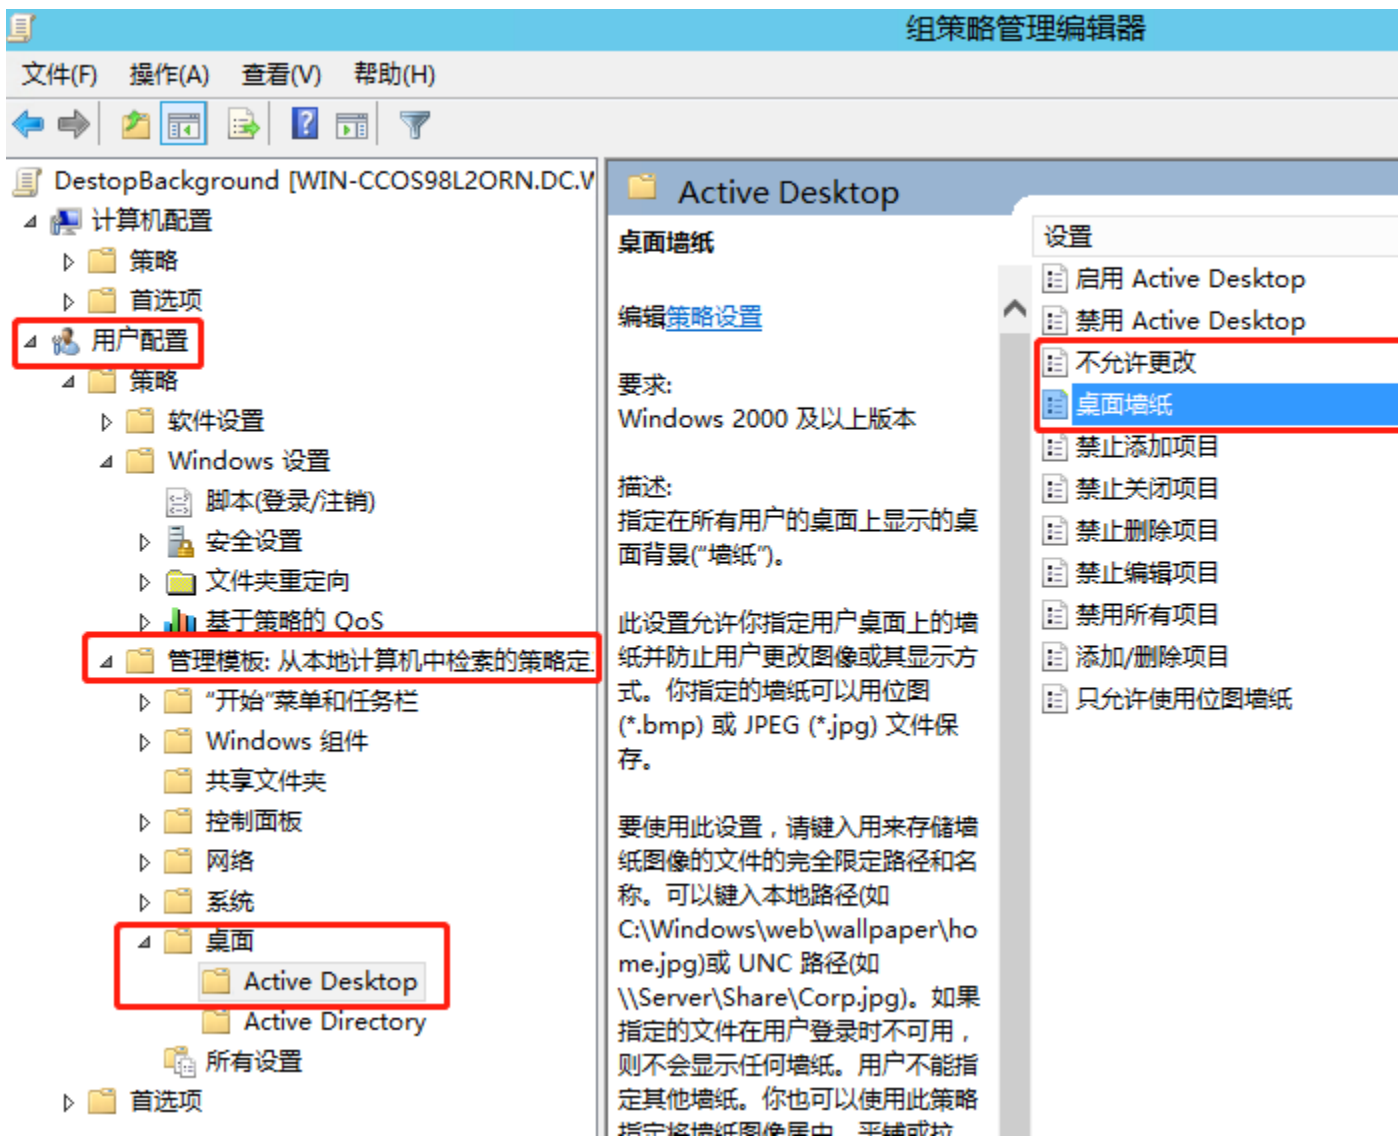 组策略管理编辑器
文件(F) 操作(A) 查看(V) 帮助(H)
DestopBackground [WIN-CCOS98L2ORN.DC.V
计算机配置
策略
首选项
用户配置
策略
软件设置
Windows 设置
脚本(登录/注销)
安全设置
文件夹重定向
基于策略的 QoS
管理模板: 从本地计算机中检索的策略定
“开始”菜单和任务栏
Windows 组件
共享文件夹
控制面板
网络
系统
桌面
Active Desktop
Active Directory
所有设置
首选项
Active Desktop
桌面墙纸
编辑策略设置
要求:
Windows 2000 及以上版本
描述:
指定在所有用户的桌面上显示的桌
面背景(“墙纸”)。
此设置允许你指定用户桌面上的墙
纸并防止用户更改图像或其显示方
式。你指定的墙纸可以用位图
(*.bmp) 或 JPEG (*.jpg) 文件保
存。
要使用此设置，请键入用来存储墙
纸图像的文件的完全限定路径和名
称。可以键入本地路径(如
C:\Windows\web\wallpaper\ho
me.jpg)或 UNC 路径(如
\\Server\Share\Corp.jpg)。如果
指定的文件在用户登录时不可用，
则不会显示任何墙纸。用户不能指
定其他墙纸。你也可以使用此策略
指定将墙纸图像居中、平铺或拉
设置
启用 Active Desktop
禁用 Active Desktop
不允许更改
桌面墙纸
禁止添加项目
禁止关闭项目
禁止删除项目
禁止编辑项目
禁用所有项目
添加/删除项目
只允许使用位图墙纸